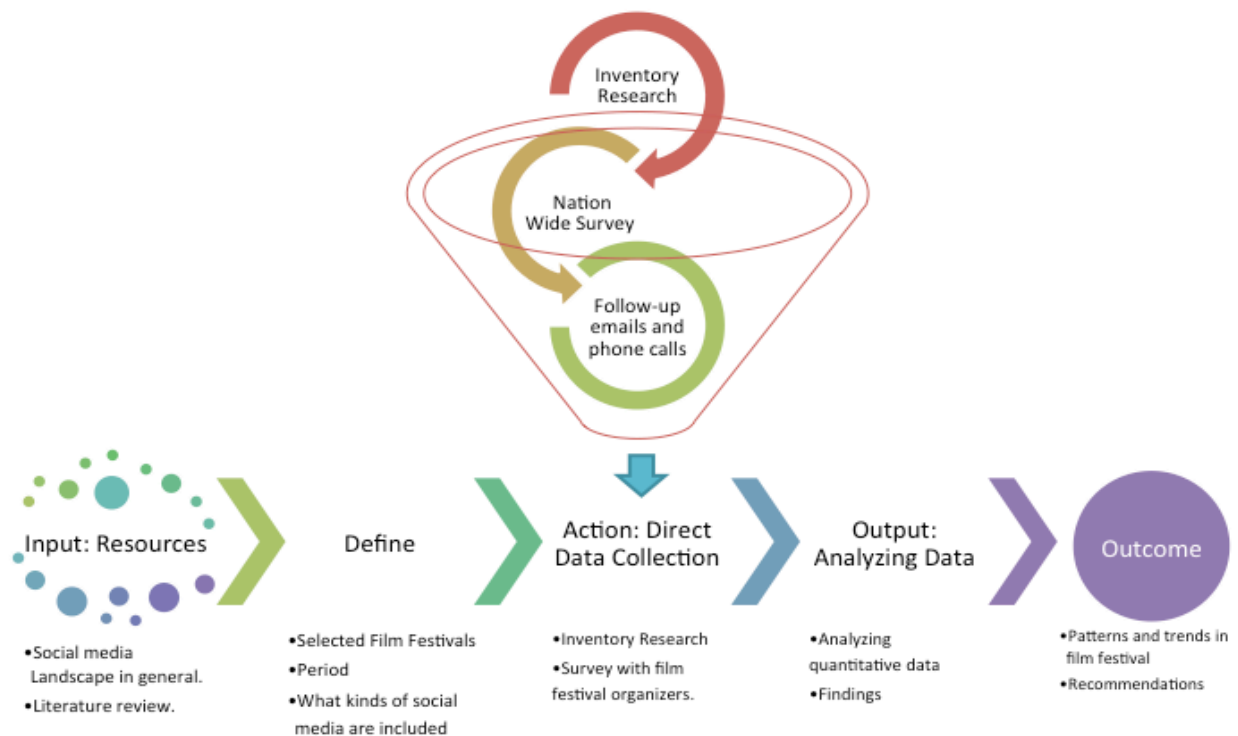 Inventory
Research
Nation
Wide Survey
Follow-up
emails and
phone calls
Input: Resources
Define
Action: Direct
Data Collection
Output:
Analyzing Data
Outcome
•Social media
Landscape in general.
•Literature review.
•Selected Film Festivals
•Period
•What kinds of social
media are included
•Inventory Research
•Survey with film
festival organizers.
•Analyzing
quantitative data
•Findings
•Patterns and trends in
film festival
•Recommendations